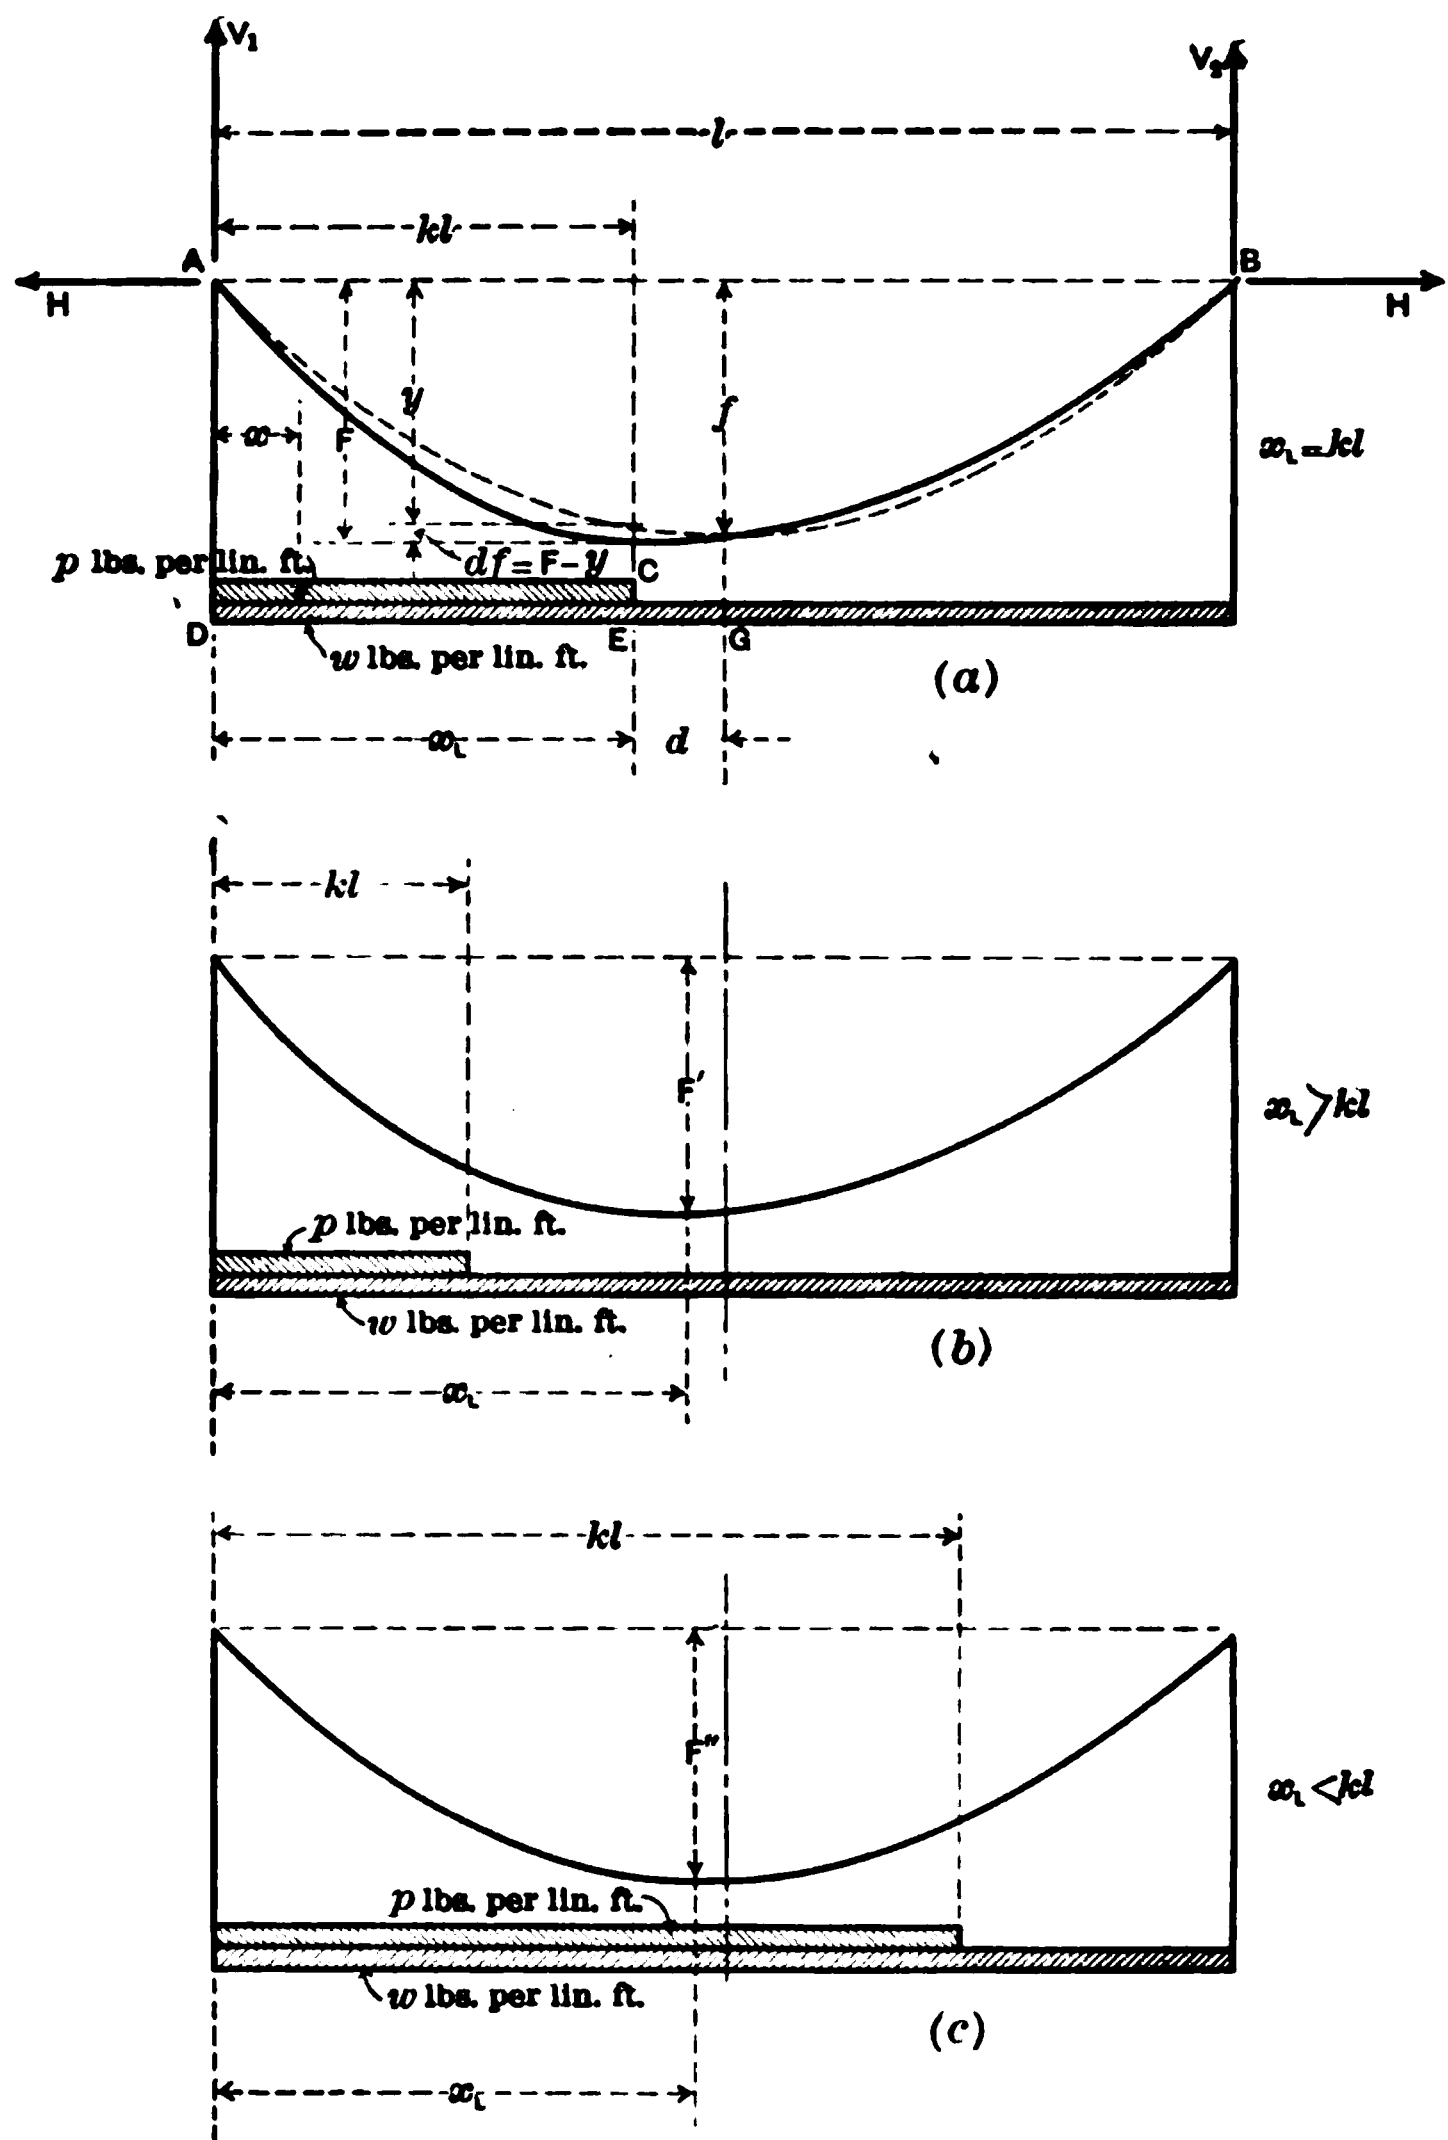 V₁ V₂
l
kl
A B
H H
y f
x F x₁=kl
df=F-y C
p lbs. per lin. ft.
D E G
w lbs. per lin. ft.
(a)
x₁ d
kl
F′
x₁>kl
p lbs. per lin. ft.
w lbs. per lin. ft.
(b)
x₁
kl
F″
x₁<kl
p lbs. per lin. ft.
w lbs. per lin. ft.
(c)
x₁